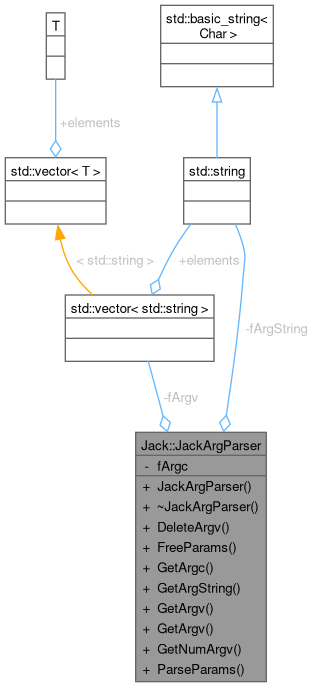 T
std::basic_string<
Char >
+elements
std::vector< T >
std::string
< std::string >
+elements
std::vector< std::string >
-fArgString
-fArgv
Jack::JackArgParser
- fArgc
+ JackArgParser()
+ ~JackArgParser()
+ DeleteArgv()
+ FreeParams()
+ GetArgc()
+ GetArgString()
+ GetArgv()
+ GetArgv()
+ GetNumArgv()
+ ParseParams()